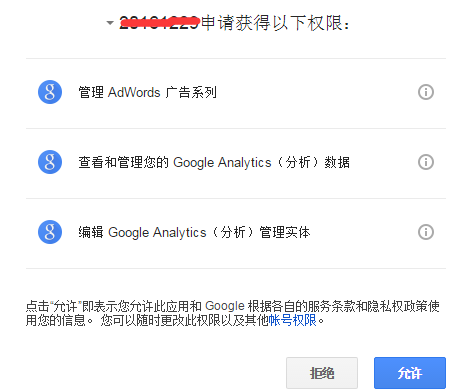 申请获得以下权限：
管理 AdWords 广告系列
查看和管理您的 Google Analytics（分析）数据
编辑 Google Analytics（分析）管理实体
点击“允许”即表示您允许此应用和 Google 根据各自的服务条款和隐私权政策使
用您的信息。 您可以随时更改此权限以及其他帐号权限。
拒绝 允许